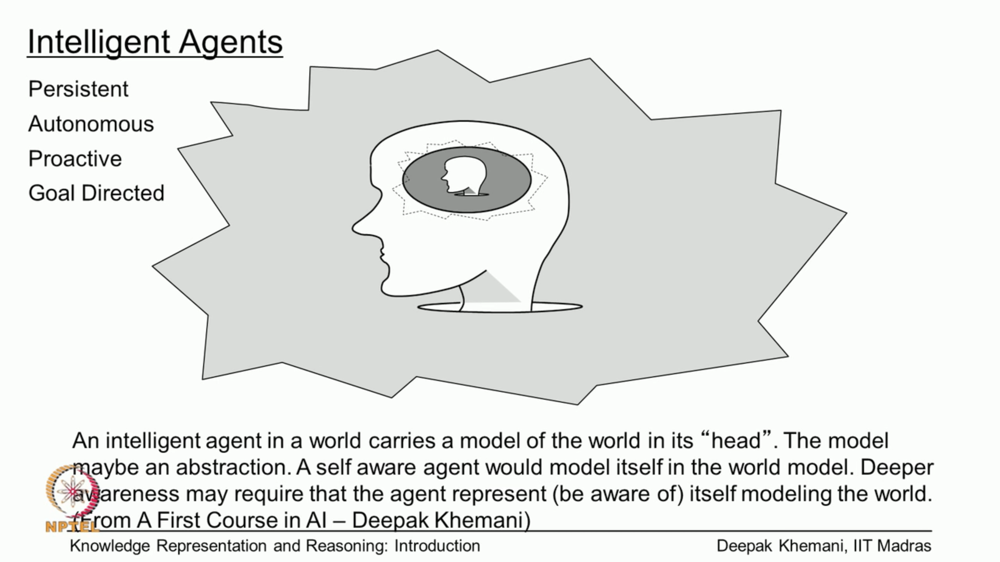 Intelligent Agents
Persistent
Autonomous
Proactive
Goal Directed
An intelligent agent in a world carries a model of the world in its “head”. The model
maybe an abstraction. A self aware agent would model itself in the world model. Deeper
awareness may require that the agent represent (be aware of) itself modeling the world.
(From A First Course in AI – Deepak Khemani)
NPTEL
Knowledge Representation and Reasoning: Introduction
Deepak Khemani, IIT Madras